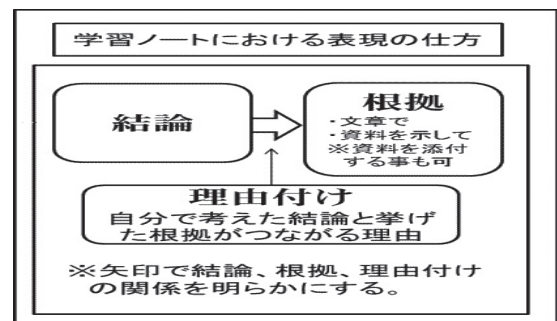 学習ノートにおける表現の仕方
結論
根拠
・文章で
・資料を示して
※資料を添付
する事も可
理由付け
自分で考えた結論と挙げ
た根拠がつながる理由
※矢印で結論、根拠、理由付け
の関係を明らかにする。